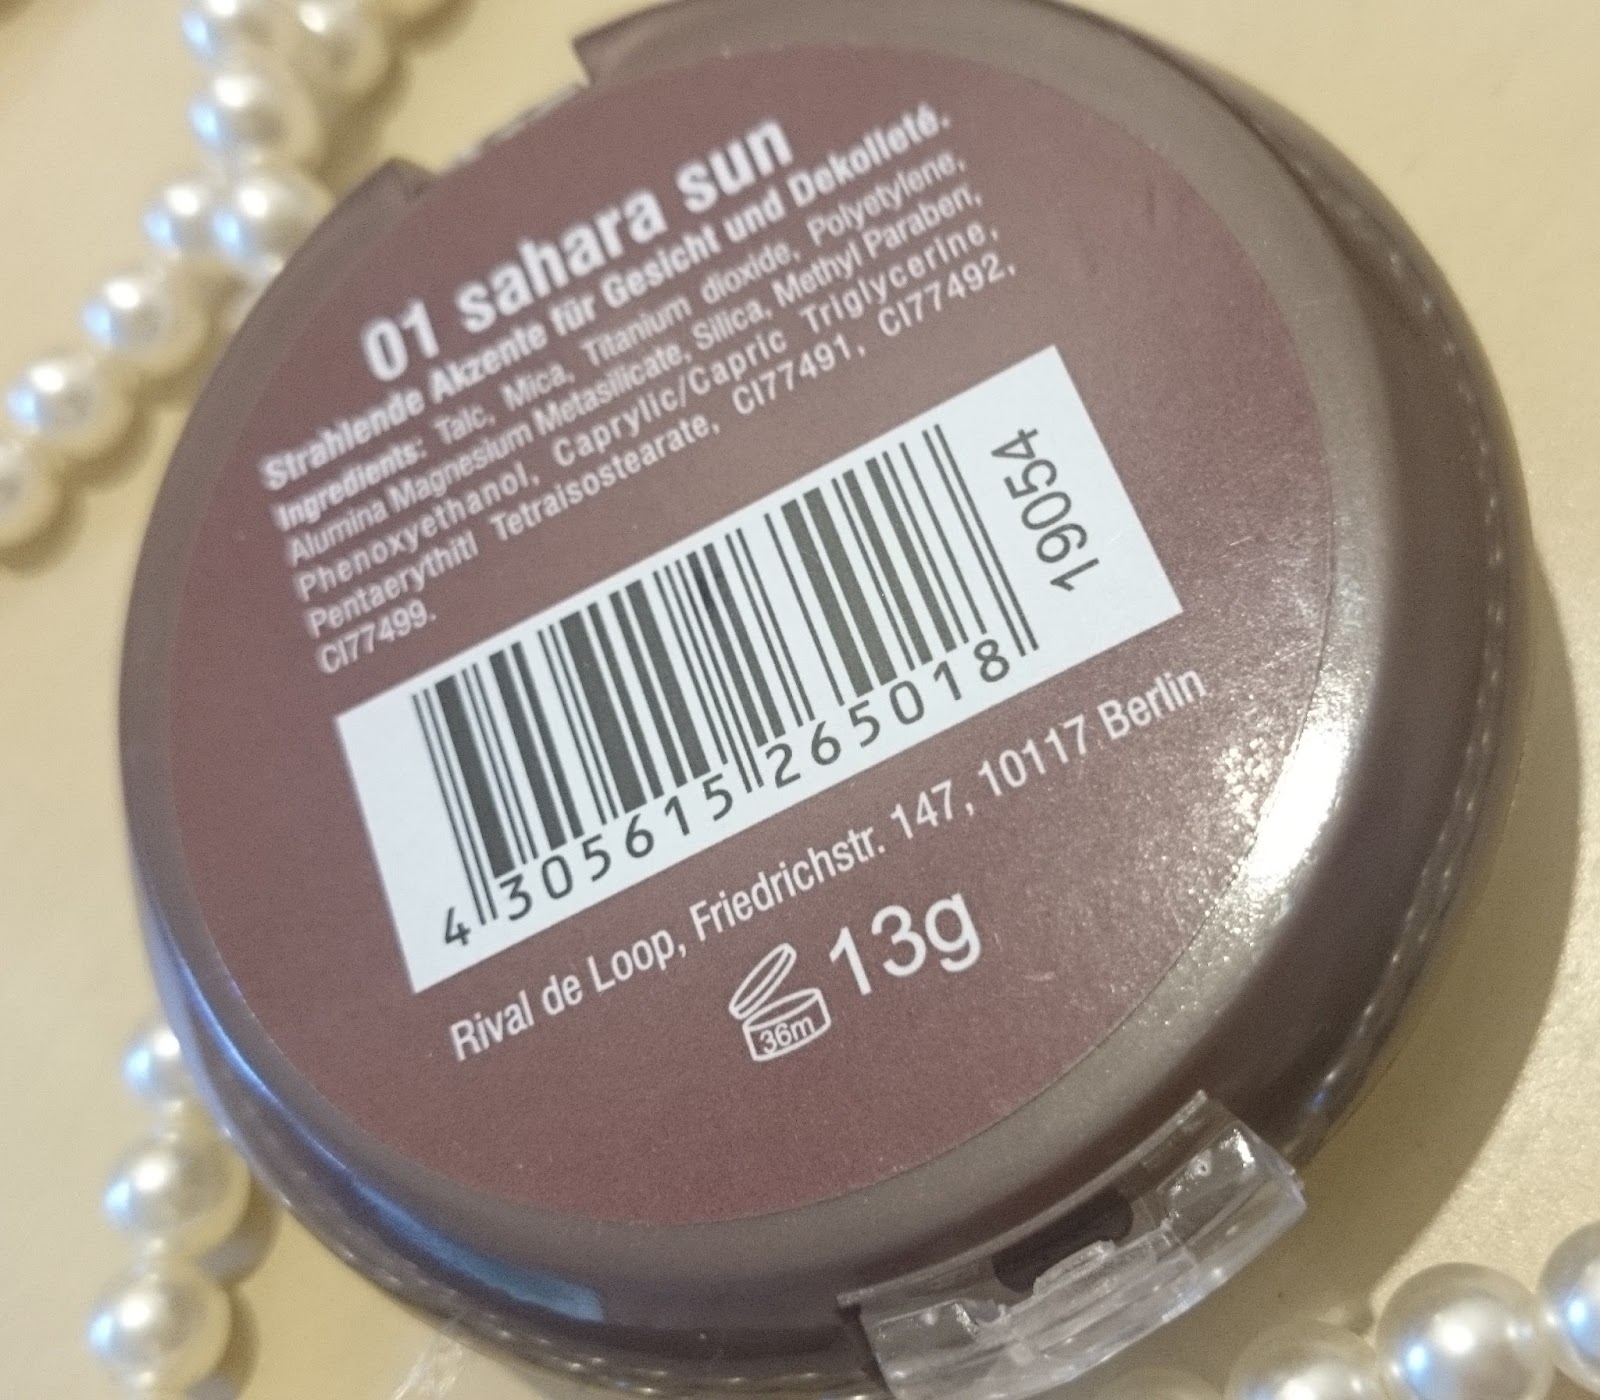 01 sahara sun
Strahlende Akzente für Gesicht und Dekolleté.
Ingredients: Talc, Mica, Titanium dioxide, Polyetylene,
Alumina Magnesium Metasilicate, Silica, Methyl Paraben,
Phenoxyethanol, Caprylic/Capric Triglycerine,
Pentaerythitl Tetraisostearate, CI77491, CI77492,
CI77499.
19054
4 305615 265018
Rival de Loop, Friedrichstr. 147, 10117 Berlin
36m 13g